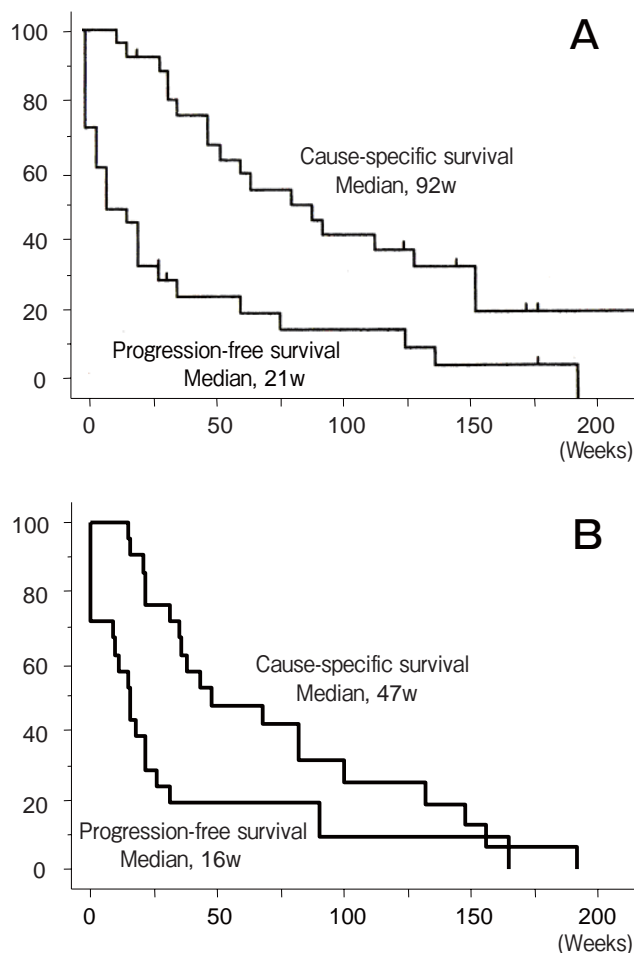 A
100
80
60
40
20
0
Cause-specific survival
Median, 92w
Progression-free survival
Median, 21w
0 50 100 150 200
(Weeks)
B
100
80
60
40
20
0
Cause-specific survival
Median, 47w
Progression-free survival
Median, 16w
0 50 100 150 200
(Weeks)